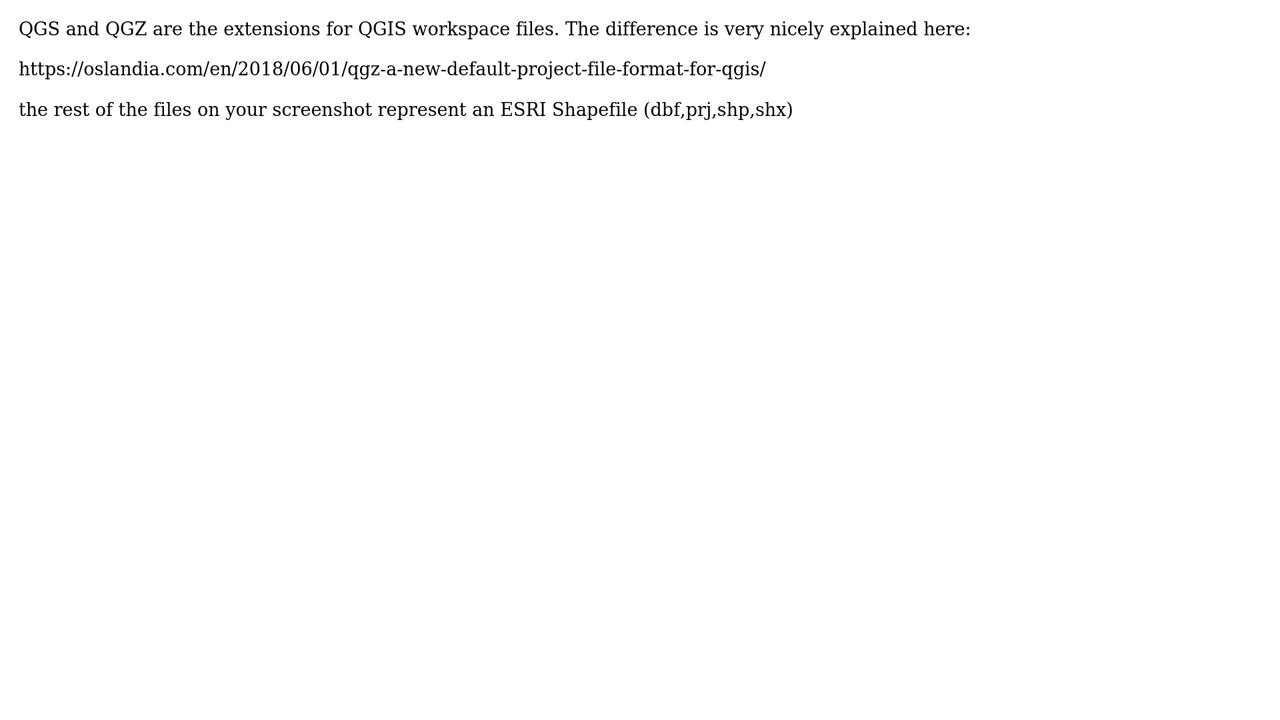 QGS and QGZ are the extensions for QGIS workspace files. The difference is very nicely explained here:
https://oslandia.com/en/2018/06/01/qgz-a-new-default-project-file-format-for-qgis/
the rest of the files on your screenshot represent an ESRI Shapefile (dbf,prj,shp,shx)